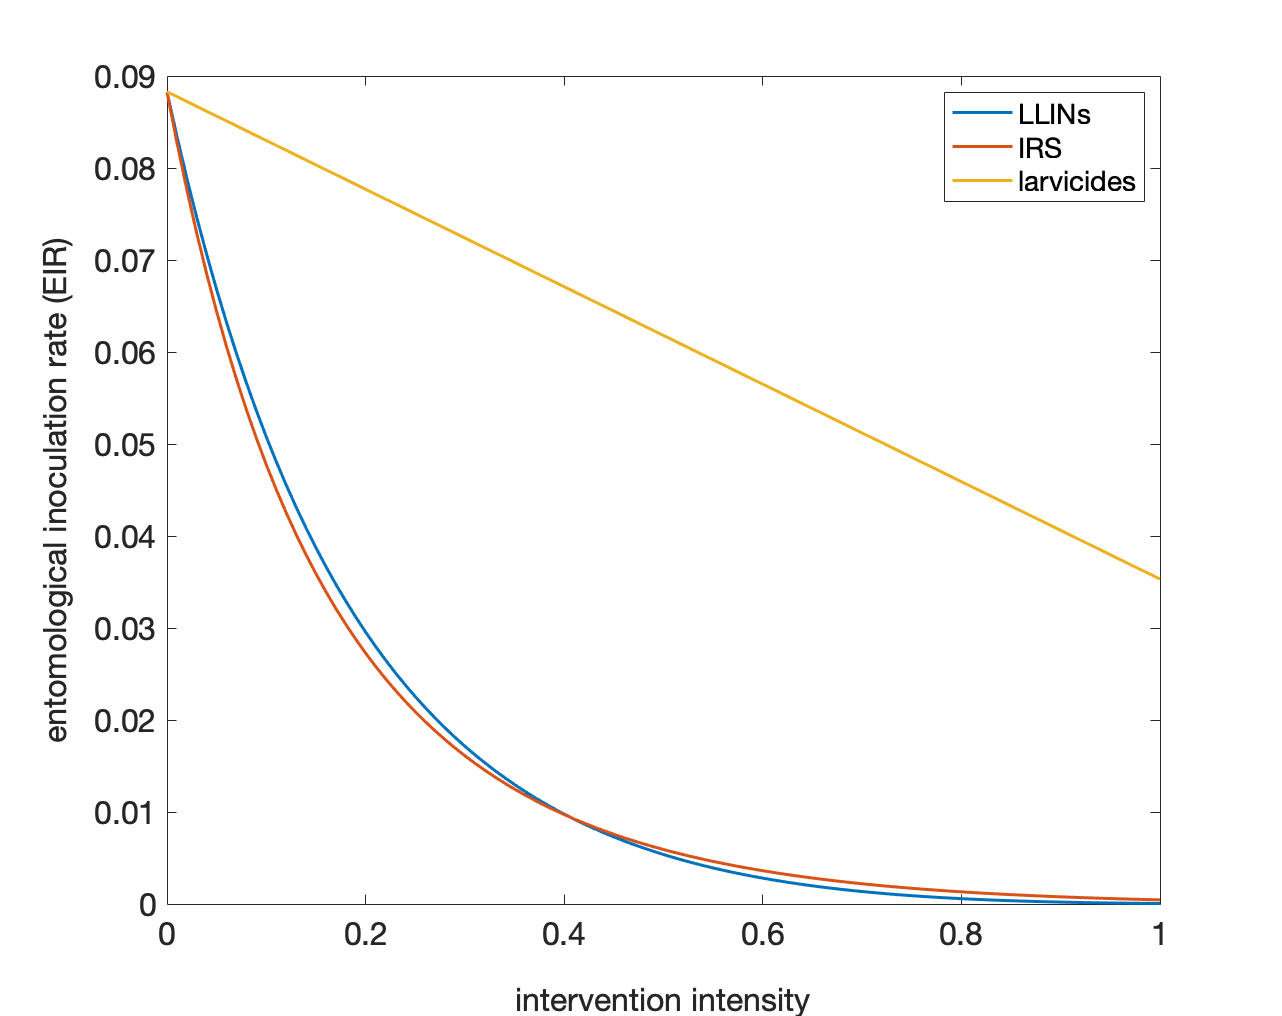 0.09
0.08
0.07
0.06
0.05
0.04
0.03
0.02
0.01
0
entomological inoculation rate (EIR)
LLINs
IRS
larvicides
0 0.2 0.4 0.6 0.8 1
intervention intensity